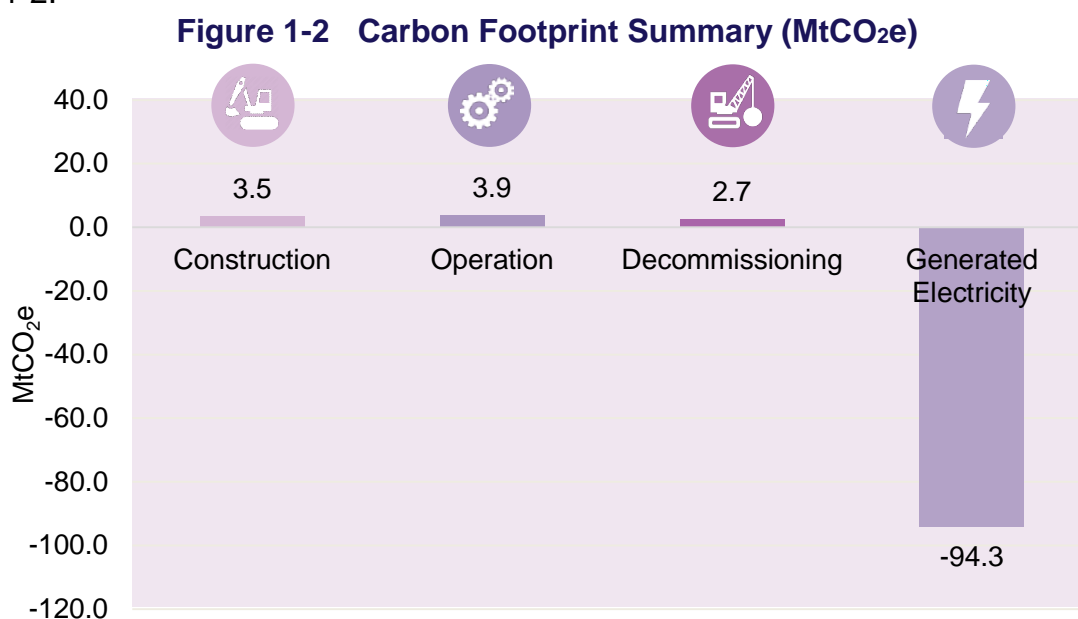 Figure 1-2 Carbon Footprint Summary (MtCO₂e)
40.0
20.0
0.0
-20.0
-40.0
-60.0
-80.0
-100.0
-120.0
MtCO₂e
3.5
3.9
2.7
Construction
Operation
Decommissioning
Generated
Electricity
-94.3